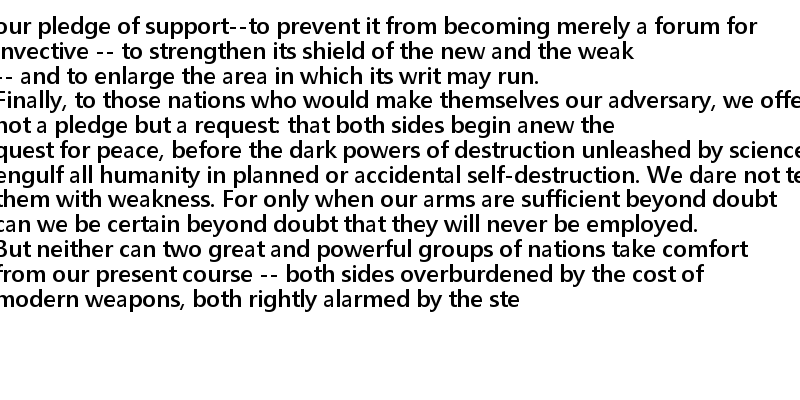 our pledge of support--to prevent it from becoming merely a forum for
invective -- to strengthen its shield of the new and the weak
-- and to enlarge the area in which its writ may run.
Finally, to those nations who would make themselves our adversary, we offe
not a pledge but a request: that both sides begin anew the
quest for peace, before the dark powers of destruction unleashed by science
engulf all humanity in planned or accidental self-destruction. We dare not te
them with weakness. For only when our arms are sufficient beyond doubt
can we be certain beyond doubt that they will never be employed.
But neither can two great and powerful groups of nations take comfort
from our present course -- both sides overburdened by the cost of
modern weapons, both rightly alarmed by the ste